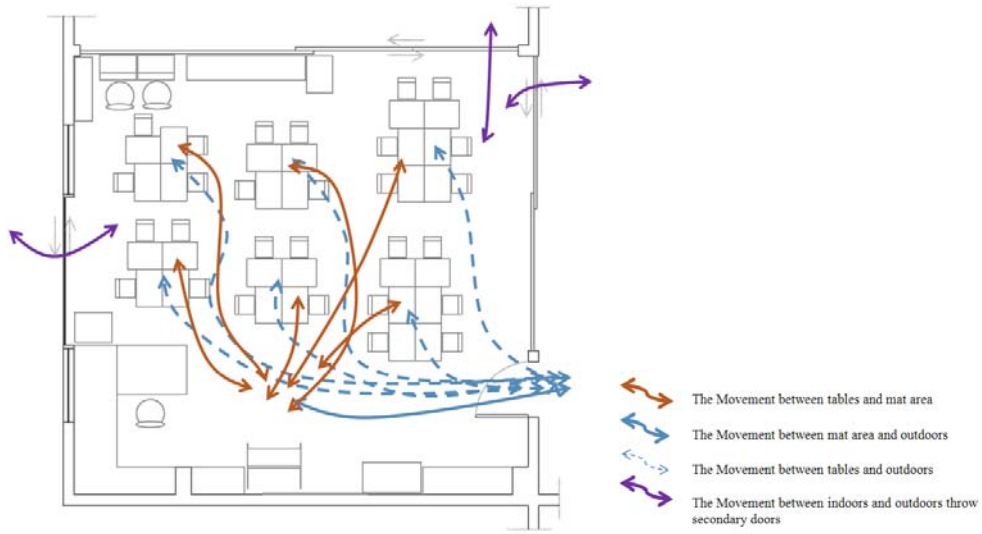 The Movement between tables and mat area
The Movement between mat area and outdoors
The Movement between tables and outdoors
The Movement between indoors and outdoors throw
secondary doors